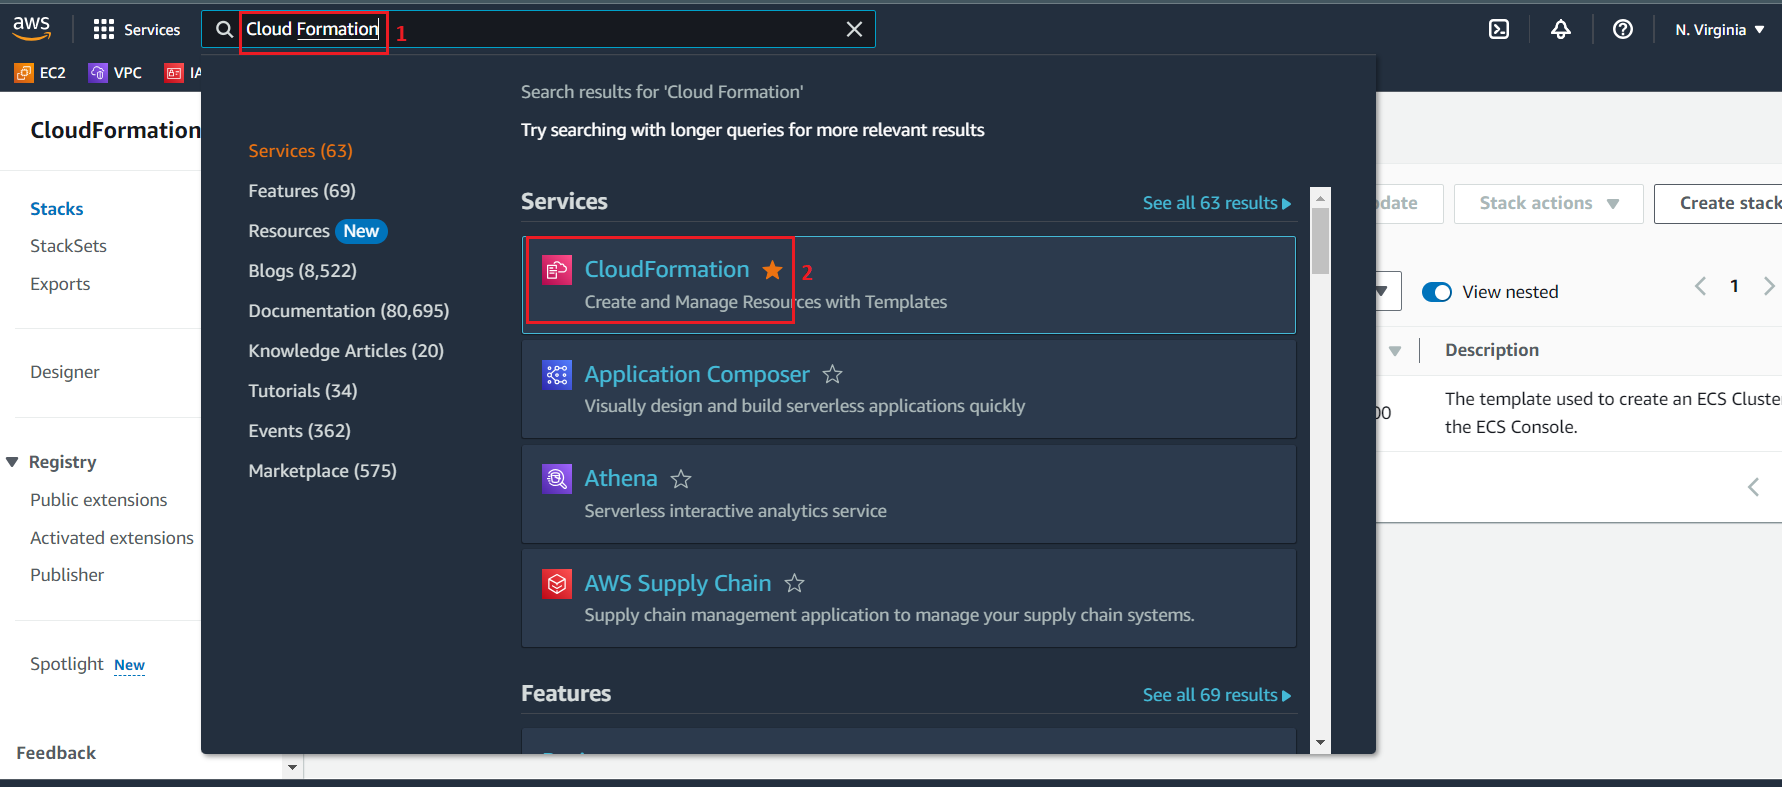 aws
Services
Cloud Formation
1
N. Virginia
EC2
VPC
IA
CloudFormation
Stacks
StackSets
Exports
Designer
Registry
Public extensions
Activated extensions
Publisher
Spotlight New
Feedback
Services (63)
Features (69)
Resources New
Blogs (8,522)
Documentation (80,695)
Knowledge Articles (20)
Tutorials (34)
Events (362)
Marketplace (575)
Search results for 'Cloud Formation'
Try searching with longer queries for more relevant results
Services
See all 63 results
CloudFormation
2
Create and Manage Resources with Templates
Application Composer
Visually design and build serverless applications quickly
Athena
Serverless interactive analytics service
AWS Supply Chain
Supply chain management application to manage your supply chain systems.
Features
See all 69 results
date
Stack actions
Create stack
View nested
1
Description
00
The template used to create an ECS Cluster
the ECS Console.